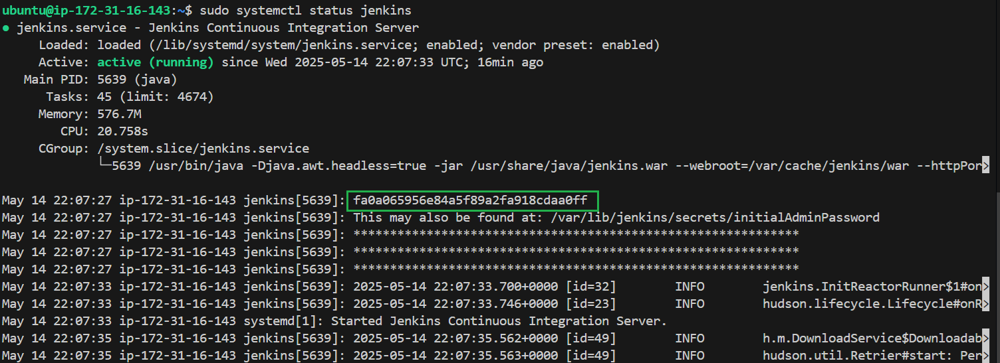 ubuntu@ip-172-31-16-143:~$ sudo systemctl status jenkins
● jenkins.service - Jenkins Continuous Integration Server
Loaded: loaded (/lib/systemd/system/jenkins.service; enabled; vendor preset: enabled)
Active: active (running) since Wed 2025-05-14 22:07:33 UTC; 16min ago
Main PID: 5639 (java)
Tasks: 45 (limit: 4674)
Memory: 576.7M
CPU: 20.758s
CGroup: /system.slice/jenkins.service
└─5639 /usr/bin/java -Djava.awt.headless=true -jar /usr/share/java/jenkins.war --webroot=/var/cache/jenkins/war --httpPor>
May 14 22:07:27 ip-172-31-16-143 jenkins[5639]: fa0a065956e84a5f89a2fa918cdaa0ff
May 14 22:07:27 ip-172-31-16-143 jenkins[5639]: This may also be found at: /var/lib/jenkins/secrets/initialAdminPassword
May 14 22:07:27 ip-172-31-16-143 jenkins[5639]: *************************************************************
May 14 22:07:27 ip-172-31-16-143 jenkins[5639]: *************************************************************
May 14 22:07:27 ip-172-31-16-143 jenkins[5639]: *************************************************************
May 14 22:07:33 ip-172-31-16-143 jenkins[5639]: 2025-05-14 22:07:33.700+0000 [id=32] INFO jenkins.InitReactorRunner$1#on>
May 14 22:07:33 ip-172-31-16-143 jenkins[5639]: 2025-05-14 22:07:33.746+0000 [id=23] INFO hudson.lifecycle.Lifecycle#onR>
May 14 22:07:33 ip-172-31-16-143 systemd[1]: Started Jenkins Continuous Integration Server.
May 14 22:07:35 ip-172-31-16-143 jenkins[5639]: 2025-05-14 22:07:35.562+0000 [id=49] INFO h.m.DownloadService$Downloadab>
May 14 22:07:35 ip-172-31-16-143 jenkins[5639]: 2025-05-14 22:07:35.563+0000 [id=49] INFO hudson.util.Retrier#start: Per>